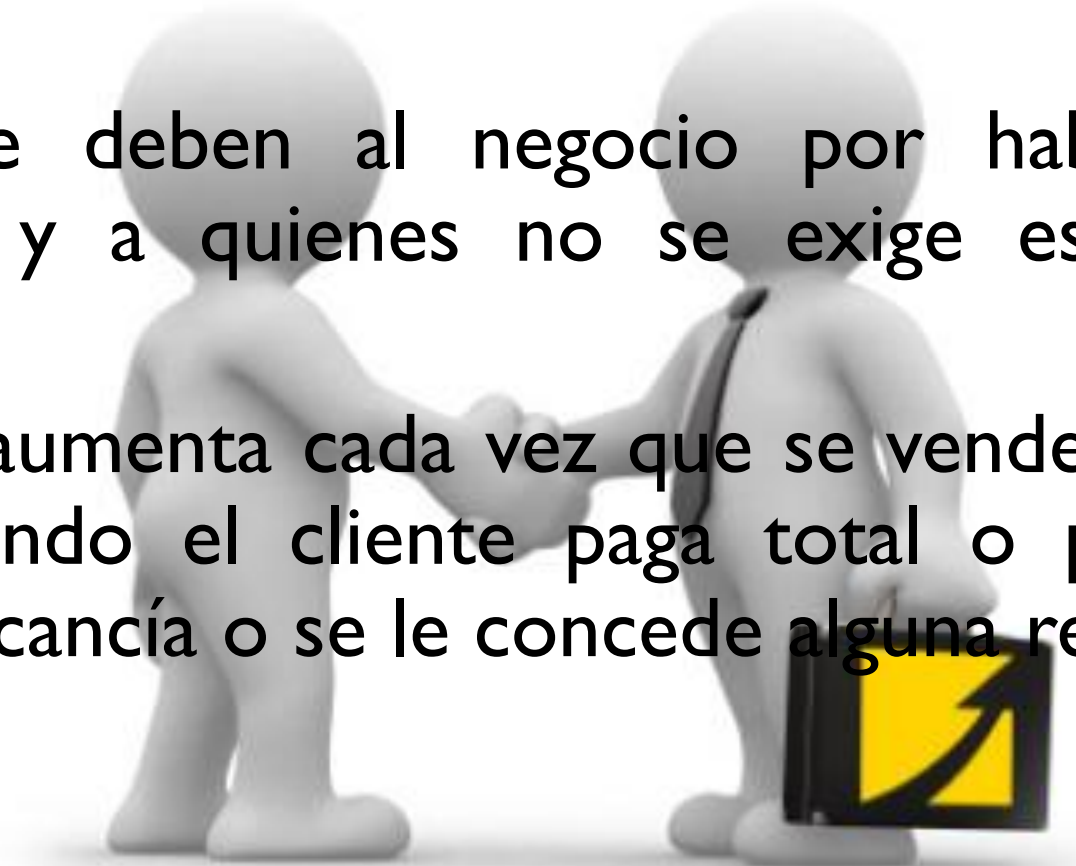 e deben al negocio por hal
y a quienes no se exige es
aumenta cada vez que se vende
ndo el cliente paga total o p
cancía o se le concede alguna re